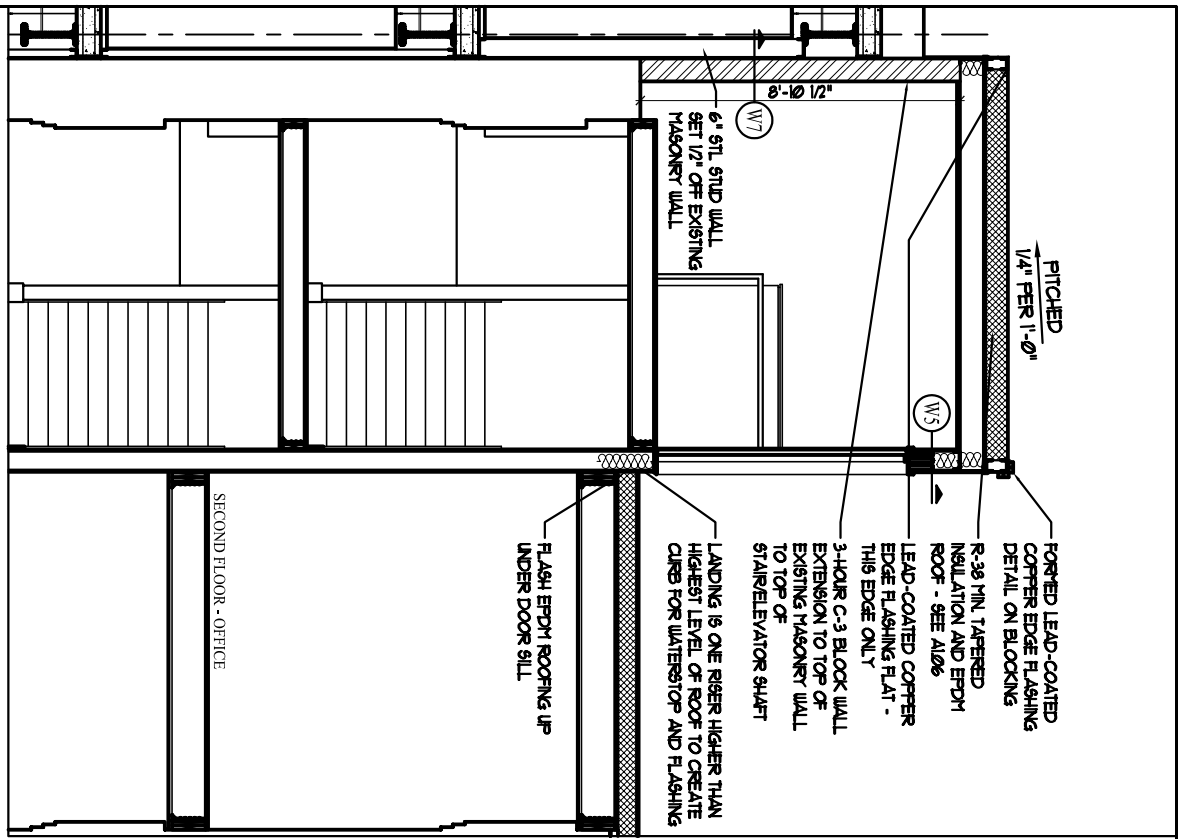 PITCHED
1/4" PER 1'-0"
FORMED LEAD-COATED
COPPER EDGE FLASHING
DETAIL ON BLOCKING
R-38 MIN. TAPERED
INSULATION AND EPDM
ROOF - SEE A106
LEAD-COATED COPPER
EDGE FLASHING FLAT -
THIS EDGE ONLY
3-HOUR C-3 BLOCK WALL
EXTENSION TO TOP OF
EXISTING MASONRY WALL
TO TOP OF
STAIR/ELEVATOR SHAFT
LANDING IS ONE RISER HIGHER THAN
HIGHEST LEVEL OF ROOF TO CREATE
CURB FOR WATERSTOP AND FLASHING
FLASH EPDM ROOFING UP
UNDER DOOR SILL
W5
8'-10 1/2"
W7
6" STL STUD WALL
SET 1/2" OFF EXISTING
MASONRY WALL
SECOND FLOOR - OFFICE